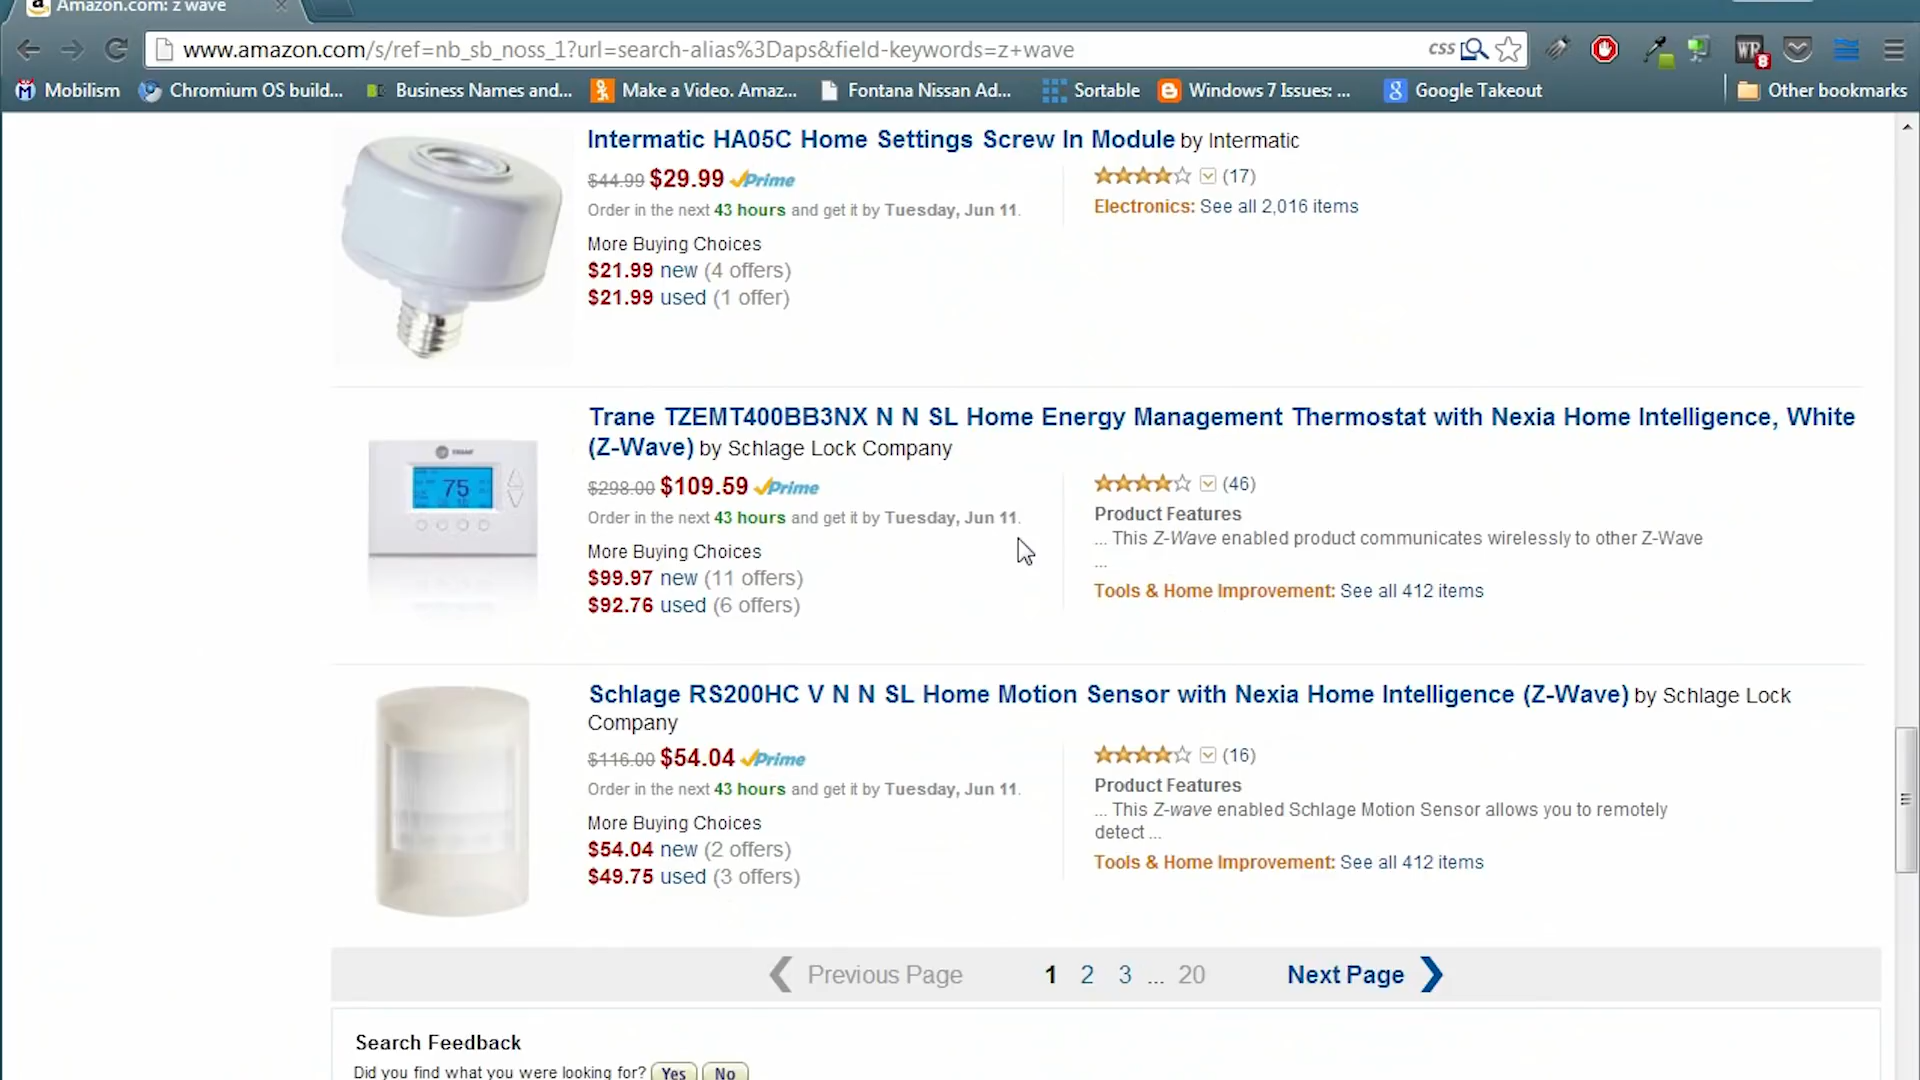 Amazon.com: z wave
www.amazon.com/s/ref=nb_sb_noss_1?url=search-alias%3Daps&field-keywords=z+wave
CSS
WR
8
Mobilism
Chromium OS build...
Business Names and...
Make a Video. Amaz...
Fontana Nissan Ad...
Sortable
Windows 7 Issues: ...
Google Takeout
Other bookmarks
Intermatic HA05C Home Settings Screw In Module by Intermatic
$44.99 $29.99 Prime
(17)
Order in the next 43 hours and get it by Tuesday, Jun 11.
Electronics: See all 2,016 items
More Buying Choices
$21.99 new (4 offers)
$21.99 used (1 offer)
Trane TZEMT400BB3NX N N SL Home Energy Management Thermostat with Nexia Home Intelligence, White
(Z-Wave) by Schlage Lock Company
75
$298.00 $109.59 Prime
(46)
Order in the next 43 hours and get it by Tuesday, Jun 11.
Product Features
... This Z-Wave enabled product communicates wirelessly to other Z-Wave
...
More Buying Choices
$99.97 new (11 offers)
$92.76 used (6 offers)
Tools & Home Improvement: See all 412 items
Schlage RS200HC V N N SL Home Motion Sensor with Nexia Home Intelligence (Z-Wave) by Schlage Lock
Company
$116.00 $54.04 Prime
(16)
Order in the next 43 hours and get it by Tuesday, Jun 11.
Product Features
... This Z-wave enabled Schlage Motion Sensor allows you to remotely
detect ...
More Buying Choices
$54.04 new (2 offers)
$49.75 used (3 offers)
Tools & Home Improvement: See all 412 items
Previous Page 1 2 3 ... 20 Next Page
Search Feedback
Did you find what you were looking for? Yes No